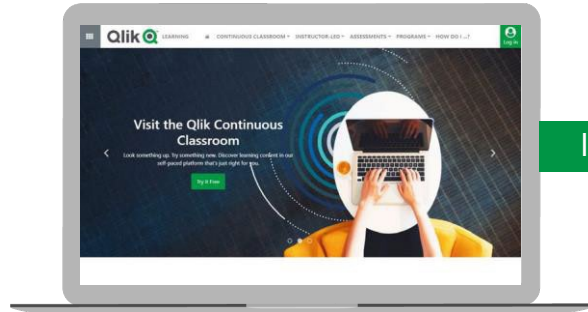 Qlik LEARNING CONTINUOUS CLASSROOM INSTRUCTOR-LED ASSESSMENTS PROGRAMS HOW DO I ...? Log In
Visit the Qlik Continuous
Classroom
Look something up. Try something new. Discover learning content in our
self-paced platform that's just right for you.
Try It Free